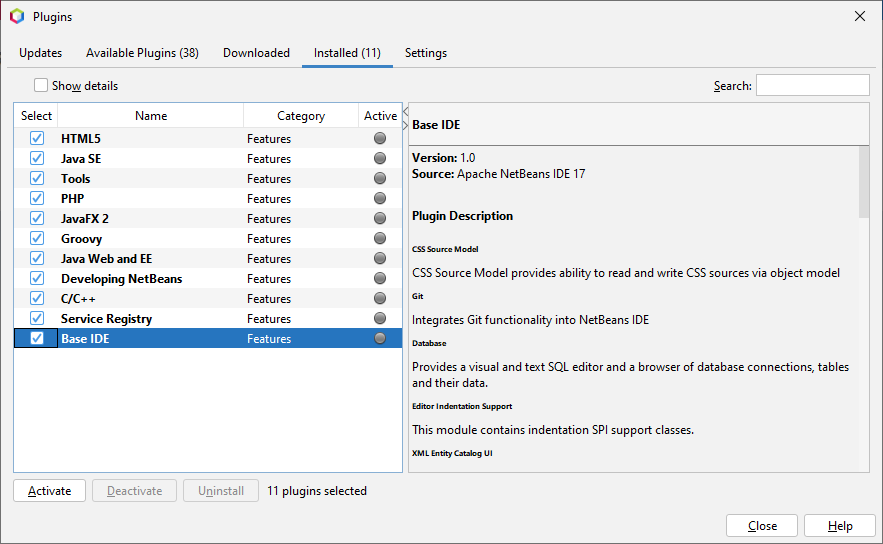 Plugins
Updates Available Plugins (38) Downloaded Installed (11) Settings
Show details Search:
Select Name Category Active
HTML5 Features
Java SE Features
Tools Features
PHP Features
JavaFX 2 Features
Groovy Features
Java Web and EE Features
Developing NetBeans Features
C/C++ Features
Service Registry Features
Base IDE Features
Base IDE
Version: 1.0
Source: Apache NetBeans IDE 17
Plugin Description
CSS Source Model
CSS Source Model provides ability to read and write CSS sources via object model
Git
Integrates Git functionality into NetBeans IDE
Database
Provides a visual and text SQL editor and a browser of database connections, tables
and their data.
Editor Indentation Support
This module contains indentation SPI support classes.
XML Entity Catalog UI
Activate Deactivate Uninstall 11 plugins selected
Close Help